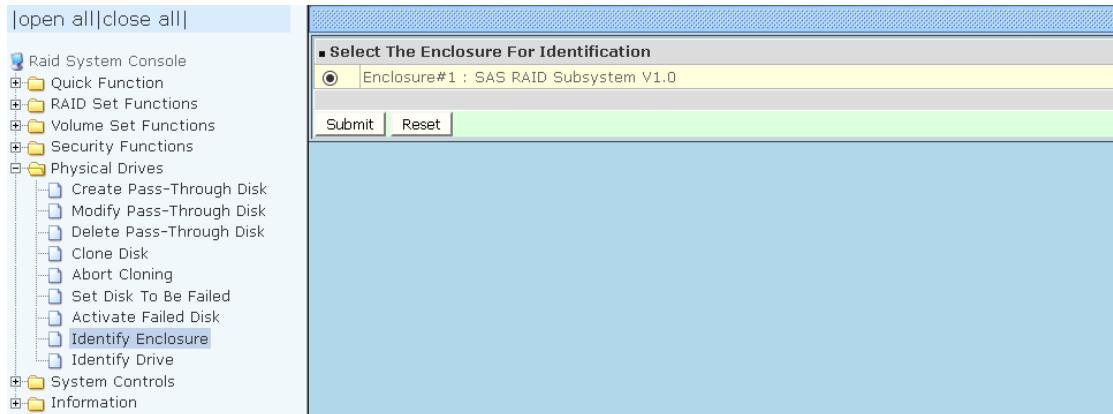 |open all|close all|
Raid System Console
Quick Function
RAID Set Functions
Volume Set Functions
Security Functions
Physical Drives
Create Pass-Through Disk
Modify Pass-Through Disk
Delete Pass-Through Disk
Clone Disk
Abort Cloning
Set Disk To Be Failed
Activate Failed Disk
Identify Enclosure
Identify Drive
System Controls
Information
Select The Enclosure For Identification
Enclosure#1 : SAS RAID Subsystem V1.0
Submit Reset